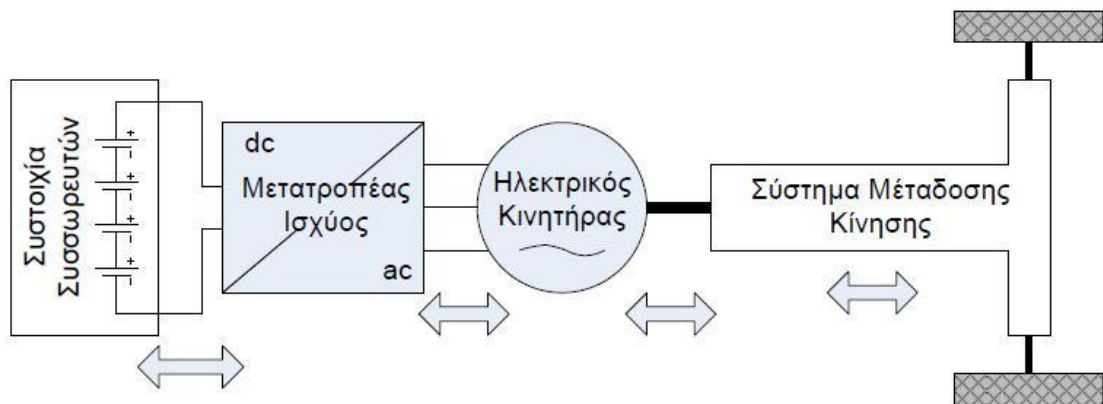 Συστοιχία
Συσσωρευτών
+
-
+
-
+
-
+
-
dc
Μετατροπέας
Ισχύος
ac
Ηλεκτρικός
Κινητήρας
Σύστημα Μέταδοσης
Κίνησης